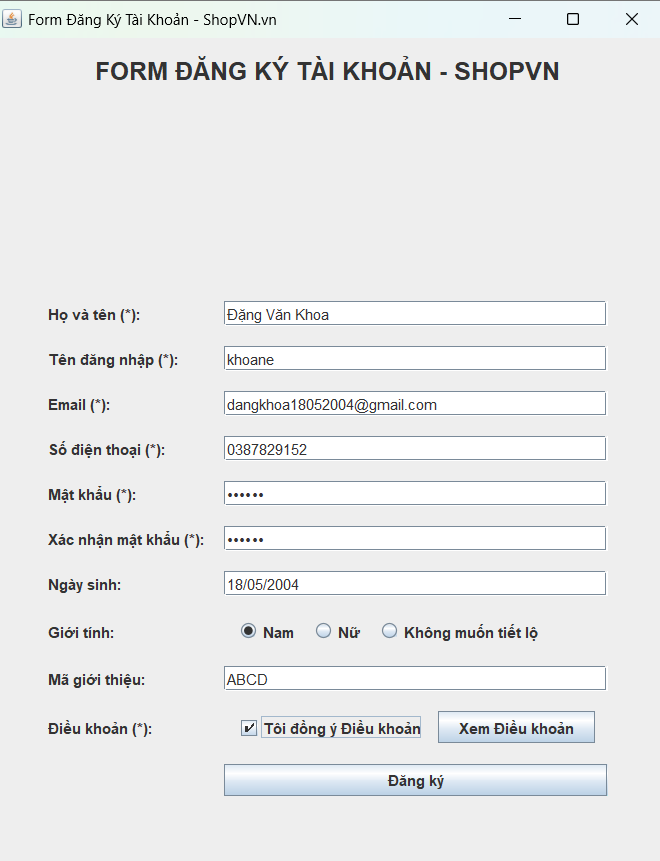 Form Đăng Ký Tài Khoản - ShopVN.vn
FORM ĐĂNG KÝ TÀI KHOẢN - SHOPVN
Họ và tên (*): Đặng Văn Khoa
Tên đăng nhập (*): khoane
Email (*): dangkhoa18052004@gmail.com
Số điện thoại (*): 0387829152
Mật khẩu (*): ••••••
Xác nhận mật khẩu (*): ••••••
Ngày sinh: 18/05/2004
Giới tính: Nam Nữ Không muốn tiết lộ
Mã giới thiệu: ABCD
Điều khoản (*): Tôi đồng ý Điều khoản Xem Điều khoản
Đăng ký